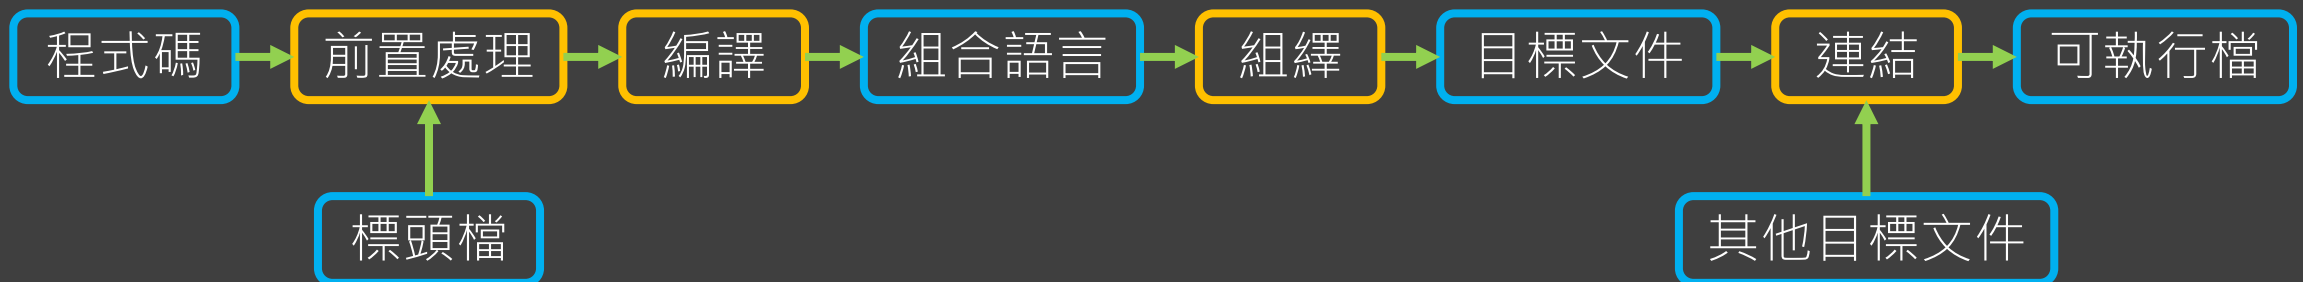 程式碼
前置處理
編譯
組合語言
組繹
目標文件
連結
可執行檔
標頭檔
其他目標文件